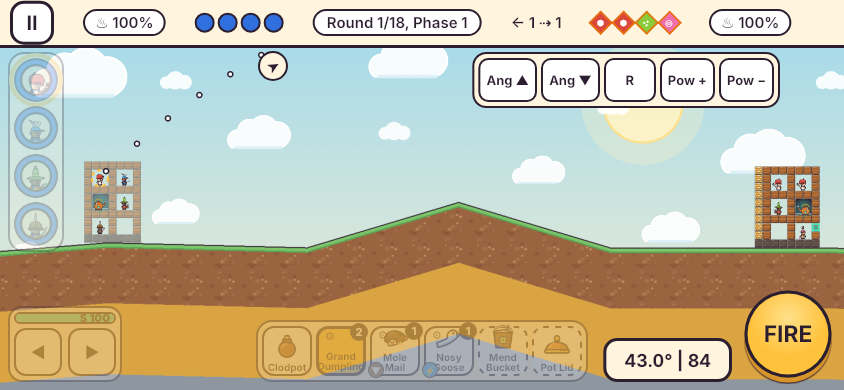 100%
Round 1/18, Phase 1
← 1 ⇢ 1
100%
Ang ▲
Ang ▼
R
Pow +
Pow −
S 100
2
1
1
Clodpot
Grand
Dumpling
Mole
Mail
Nosy
Goose
Mend
Bucket
Pot Lid
43.0° | 84
FIRE